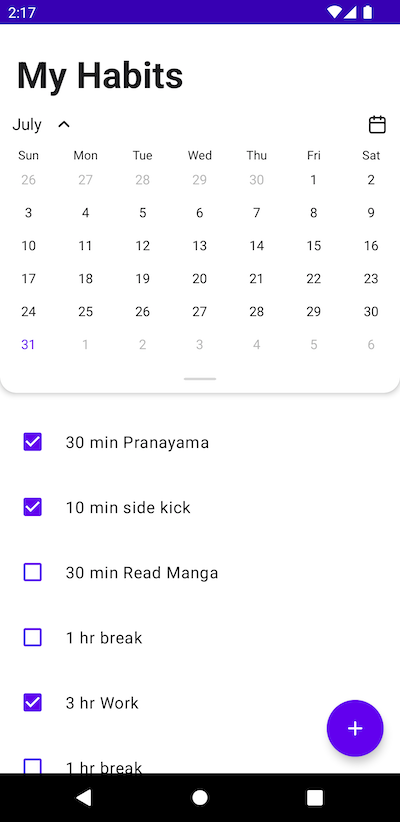 2:17
My Habits
July
Sun Mon Tue Wed Thu Fri Sat
26 27 28 29 30 1 2
3 4 5 6 7 8 9
10 11 12 13 14 15 16
17 18 19 20 21 22 23
24 25 26 27 28 29 30
31 1 2 3 4 5 6
30 min Pranayama
10 min side kick
30 min Read Manga
1 hr break
3 hr Work
1 hr break